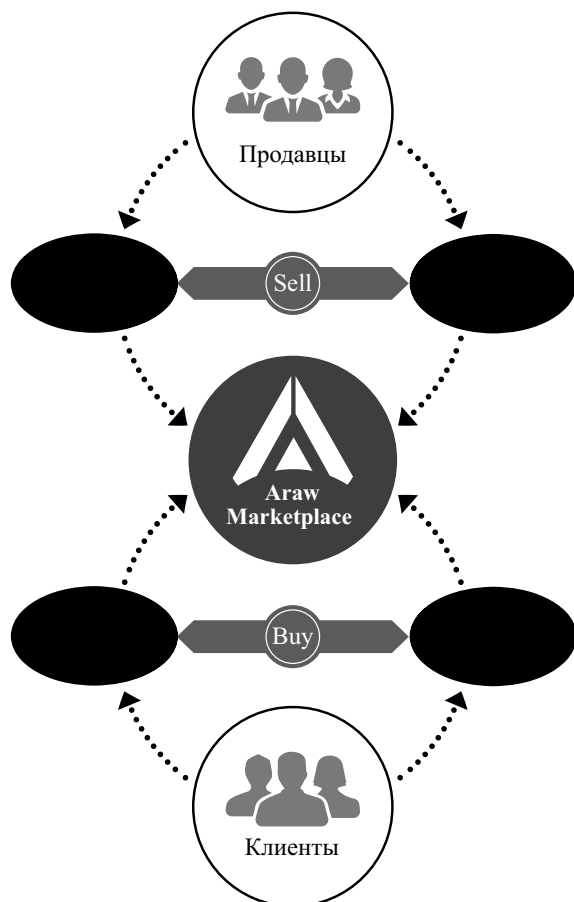 Продавцы
Sell
Araw
Marketplace
Buy
Клиенты